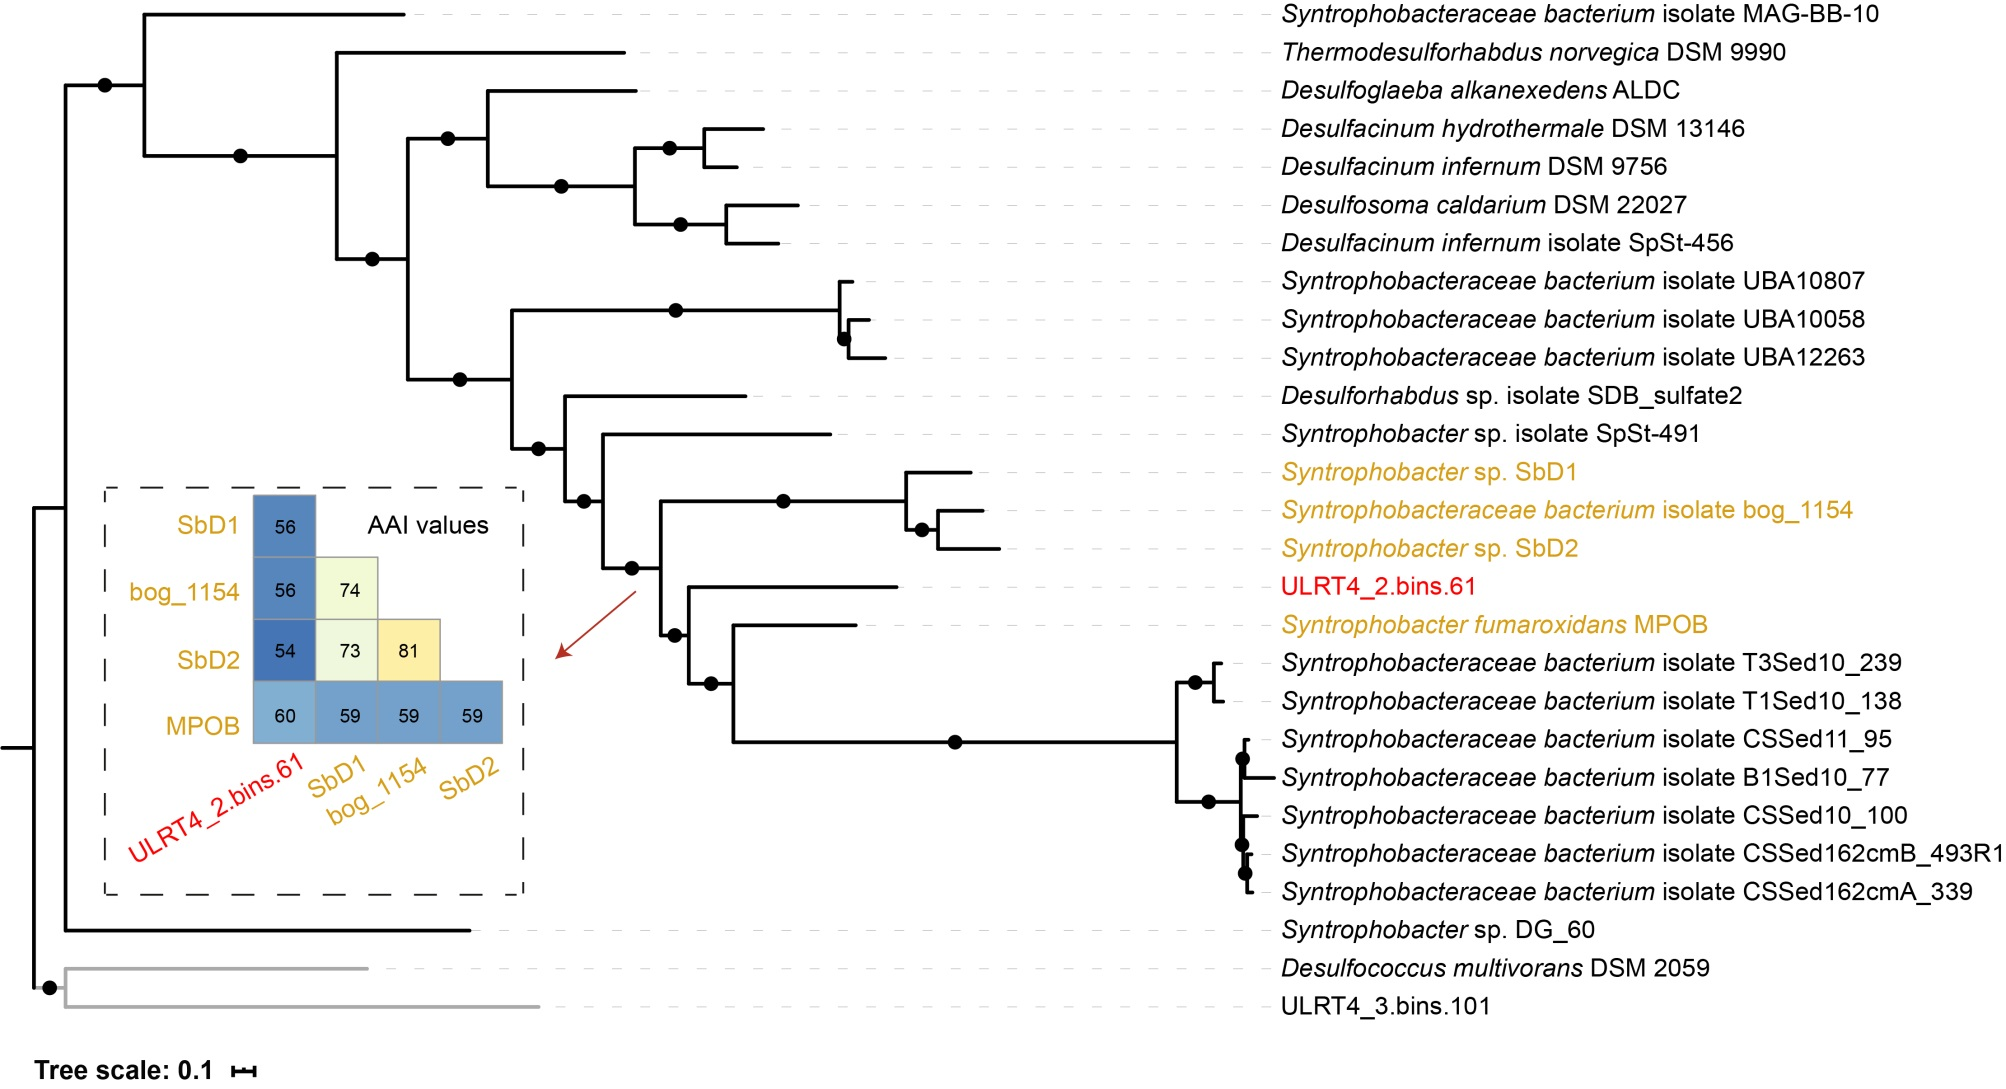 Syntrophobacteraceae bacterium isolate MAG-BB-10
Thermodesulforhabdus norvegica DSM 9990
Desulfoglaeba alkanexedens ALDC
Desulfacinum hydrothermale DSM 13146
Desulfacinum infernum DSM 9756
Desulfosoma caldarium DSM 22027
Desulfacinum infernum isolate SpSt-456
Syntrophobacteraceae bacterium isolate UBA10807
Syntrophobacteraceae bacterium isolate UBA10058
Syntrophobacteraceae bacterium isolate UBA12263
Desulforhabdus sp. isolate SDB_sulfate2
Syntrophobacter sp. isolate SpSt-491
Syntrophobacter sp. SbD1
Syntrophobacteraceae bacterium isolate bog_1154
Syntrophobacter sp. SbD2
ULRT4_2.bins.61
Syntrophobacter fumaroxidans MPOB
Syntrophobacteraceae bacterium isolate T3Sed10_239
Syntrophobacteraceae bacterium isolate T1Sed10_138
Syntrophobacteraceae bacterium isolate CSSed11_95
Syntrophobacteraceae bacterium isolate B1Sed10_77
Syntrophobacteraceae bacterium isolate CSSed10_100
Syntrophobacteraceae bacterium isolate CSSed162cmB_493R1
Syntrophobacteraceae bacterium isolate CSSed162cmA_339
Syntrophobacter sp. DG_60
Desulfococcus multivorans DSM 2059
ULRT4_3.bins.101
AAI values
SbD1 56
bog_1154 56 74
SbD2 54 73 81
MPOB 60 59 59 59
ULRT4_2.bins.61
SbD1
bog_1154
SbD2
Tree scale: 0.1